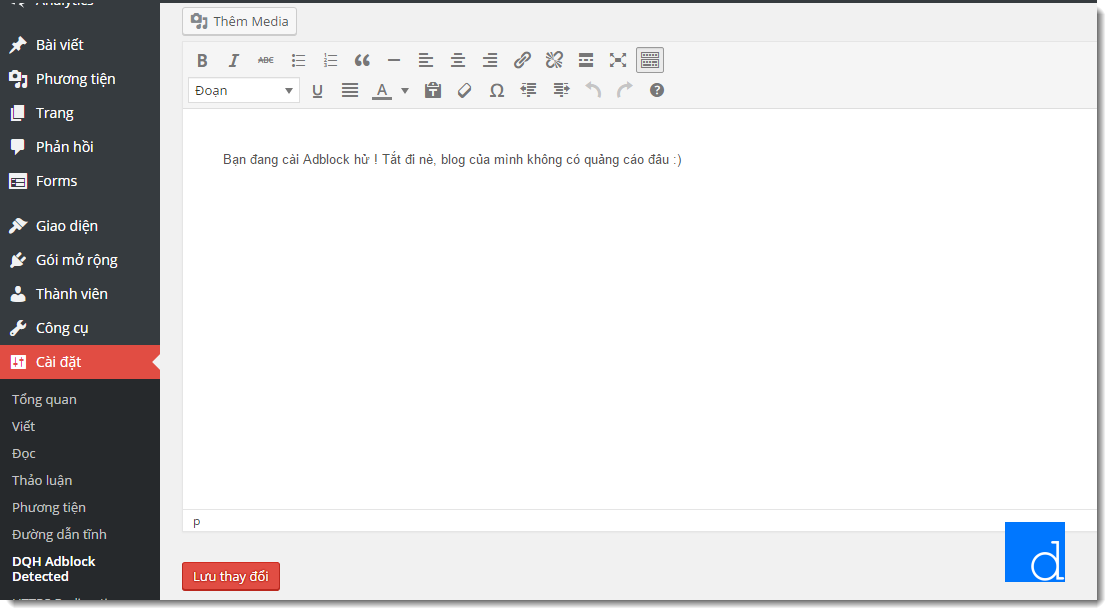 Analytics
Bài viết
Phương tiện
Trang
Phản hồi
Forms
Giao diện
Gói mở rộng
Thành viên
Công cụ
Cài đặt
Tổng quan
Viết
Đọc
Thảo luận
Phương tiện
Đường dẫn tĩnh
DQH Adblock
Detected
Thêm Media
B I ABC
Đoạn U A Ω
Bạn đang cài Adblock hử ! Tắt đi nè, blog của mình không có quảng cáo đâu :)
p
Lưu thay đổi
d